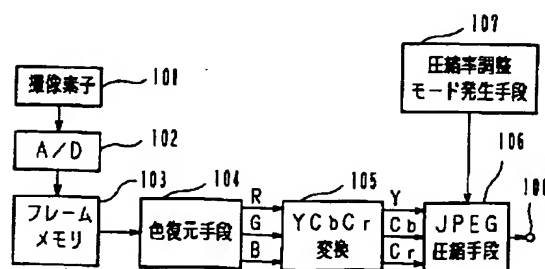 107
圧縮率調整
モード発生手段
101
撮像素子
102
A/D
103
フレーム
メモリ
104
色復元手段
R
G
B
105
YCbCr
変換
Y
Cb
Cr
106
JPEG
圧縮手段
108